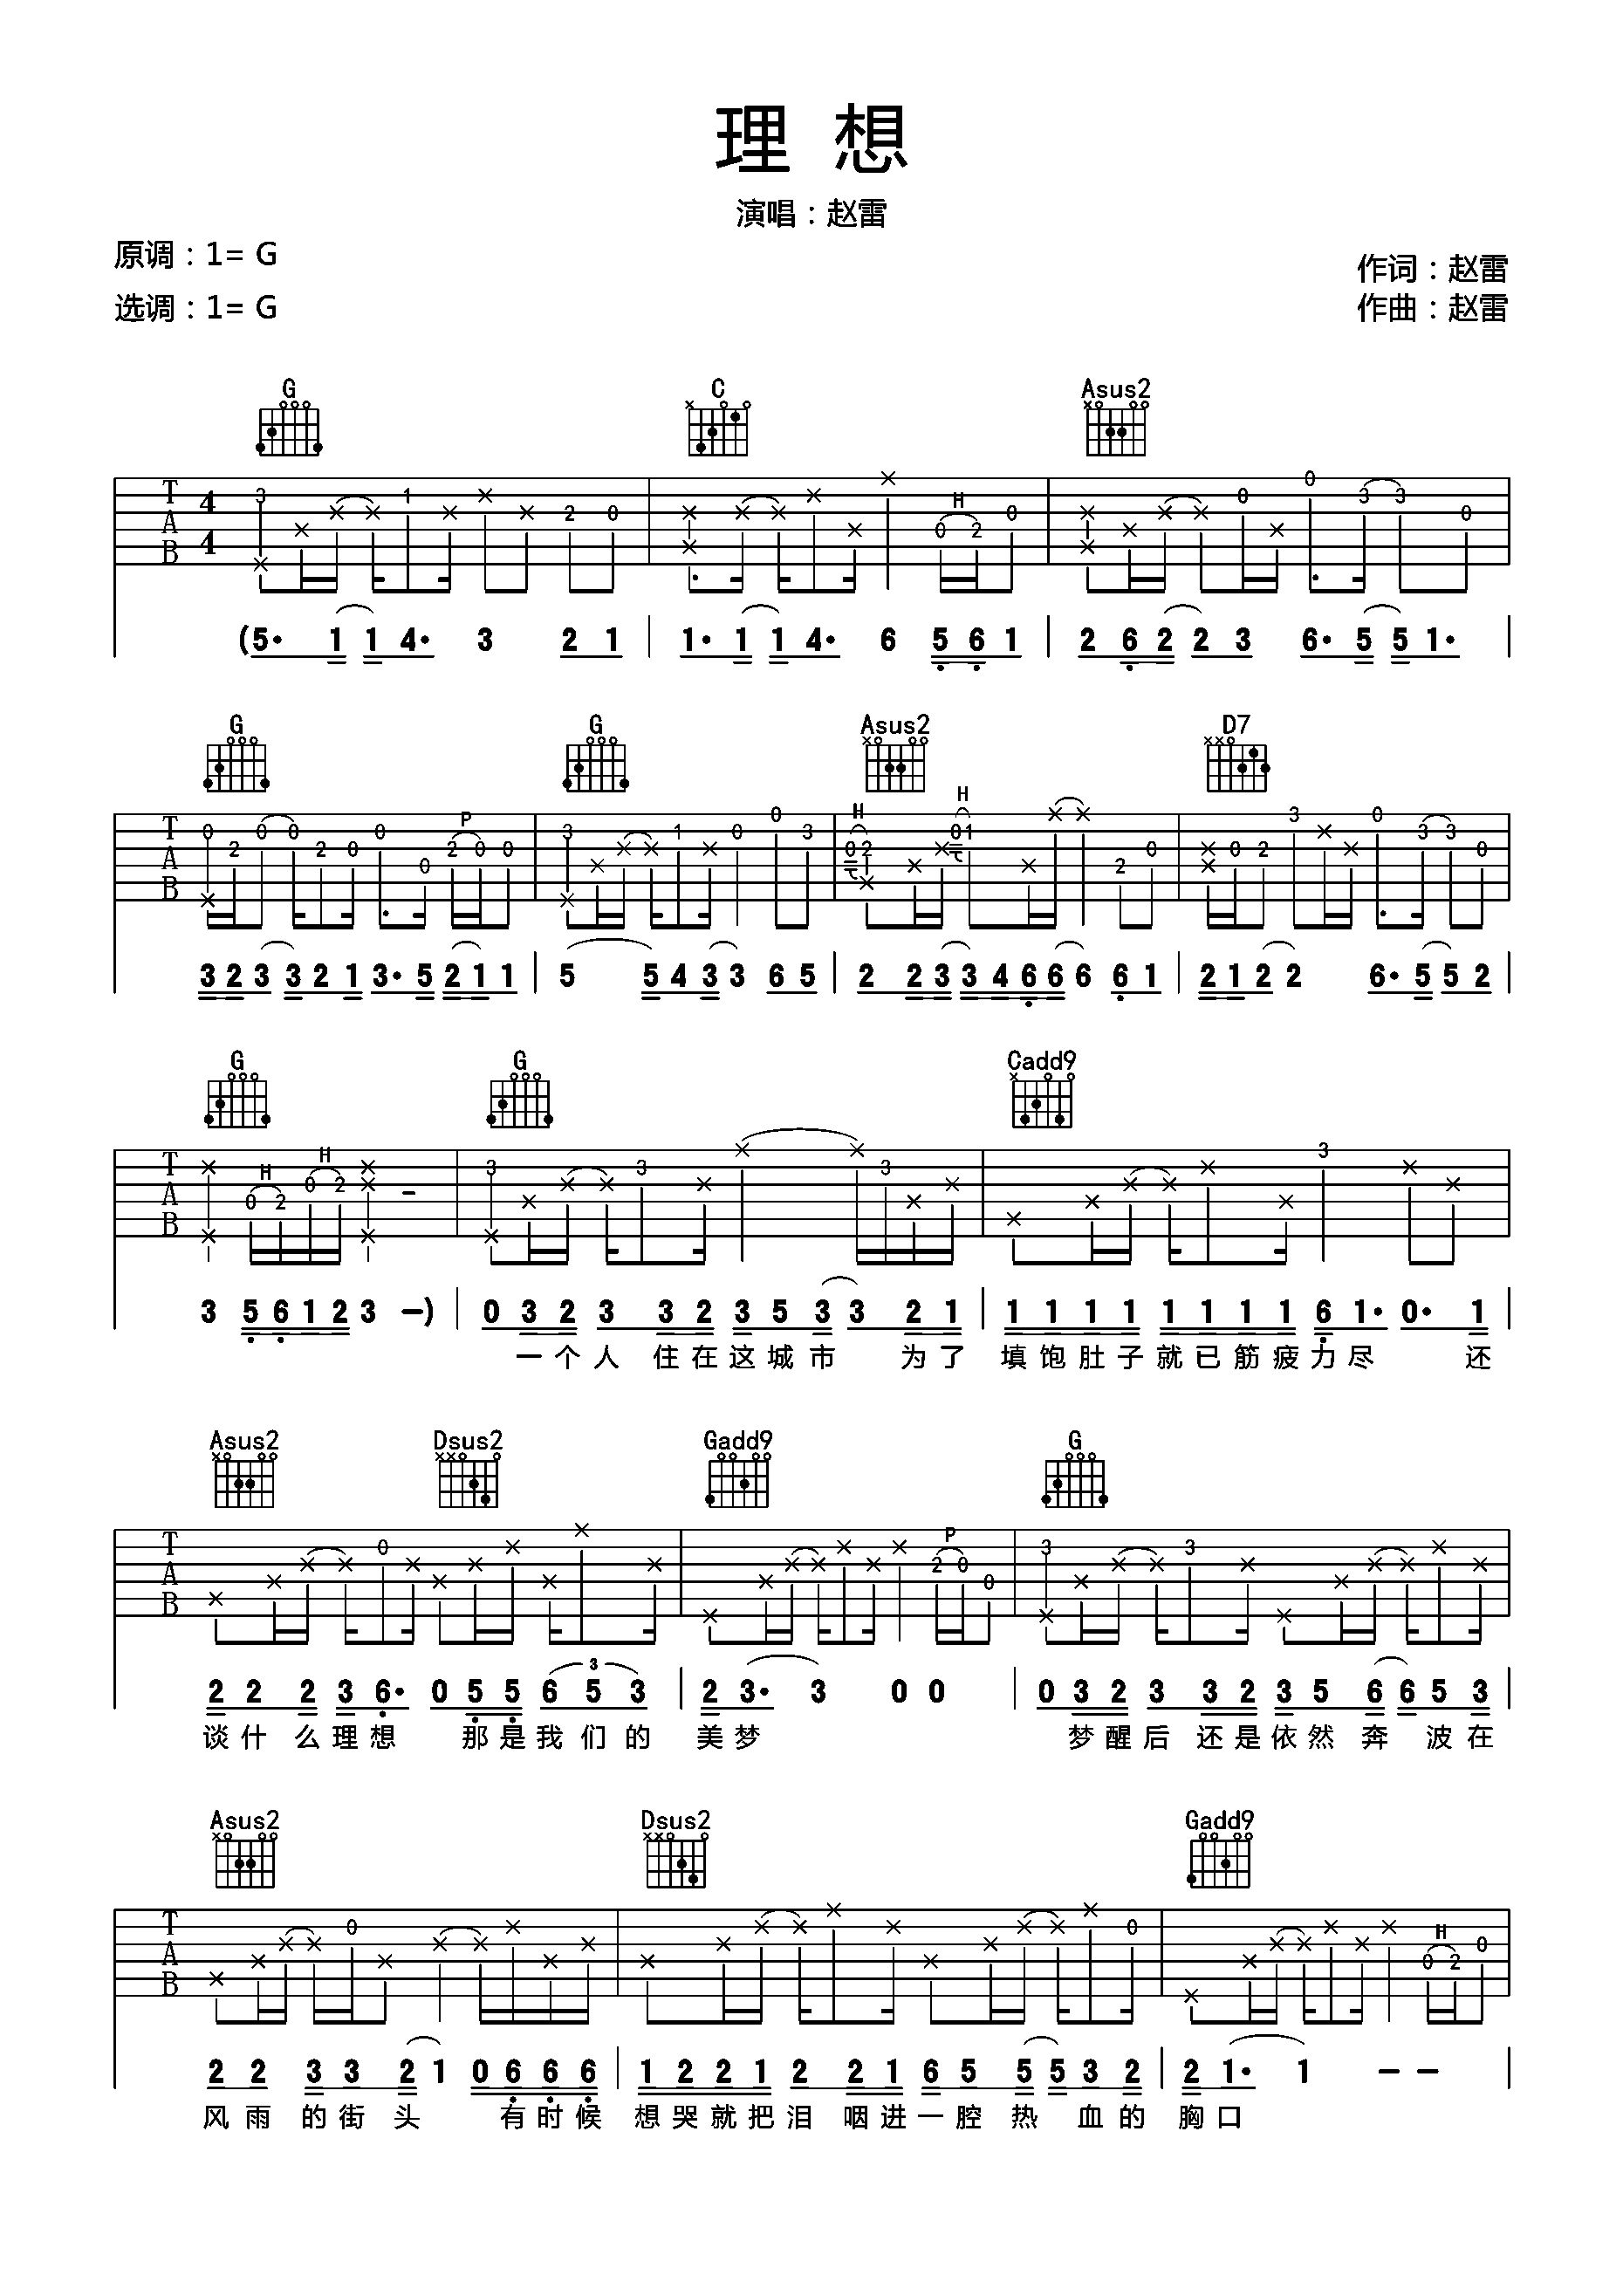 理 想
演唱：赵雷
原调：1= G
作词：赵雷
选调：1= G
作曲：赵雷
G C Asus2
(5· 1 1 4· 3 2 1 | 1· 1 1 4· 6 5 6 1 | 2 6 2 2 3 6· 5 5 1· |
G G Asus2 D7
3 2 3 3 2 1 3· 5 2 1 1 | 5 5 4 3 3 6 5 | 2 2 3 3 4 6 6 6 6 1 | 2 1 2 2 6· 5 5 2 |
G G Cadd9
3 5 6 1 2 3 –) | 0 3 2 3 3 2 3 5 3 3 2 1 | 1 1 1 1 1 1 1 1 6 1· 0· 1 |
一个人 住在这城市 为了 填饱肚子就已筋疲力尽 还
Asus2 Dsus2 Gadd9 G
2 2 2 3 6· 0 5 5 6 5 3 | 2 3· 3 0 0 | 0 3 2 3 3 2 3 5 6 6 5 3 |
谈什么理想 那是我们的 美梦 梦醒后 还是依然 奔 波在
Asus2 Dsus2 Gadd9
2 2 3 3 2 1 0 6 6 6 | 1 2 2 1 2 2 1 6 5 5 5 3 2 | 2 1· 1 – – |
风雨的街头 有时候 想哭就把泪 咽进一腔热 血的 胸口